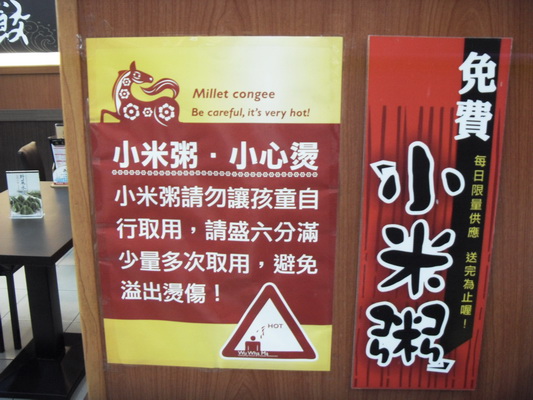 餃
Millet congee
Be careful, it's very hot!
小米粥·小心燙
小米粥請勿讓孩童自
行取用，請盛六分滿
少量多次取用，避免
溢出燙傷！
HOT
免費
小米粥
每日限量供應 送完為止喔！